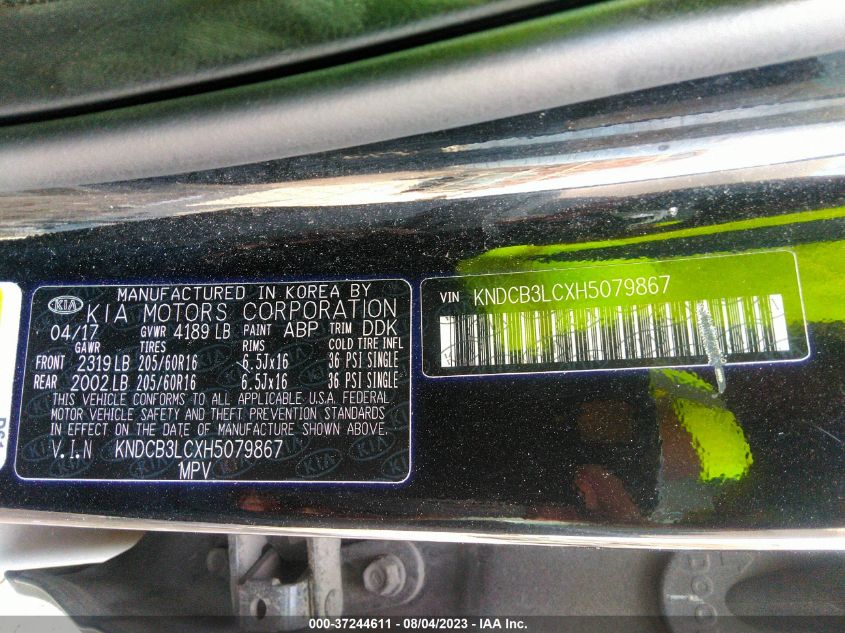 MANUFACTURED IN KOREA BY
KIA KIA MOTORS CORPORATION
04/17 GVWR 4189 LB PAINT ABP TRIM DDK
GAWR TIRES RIMS COLD TIRE INFL
FRONT 2319 LB 205/60R16 6.5Jx16 36 PSI SINGLE
REAR 2002 LB 205/60R16 6.5Jx16 36 PSI SINGLE
THIS VEHICLE CONFORMS TO ALL APPLICABLE U.S.A. FEDERAL
MOTOR VEHICLE SAFETY AND THEFT PREVENTION STANDARDS
IN EFFECT ON THE DATE OF MANUFACTURE SHOWN ABOVE.
V.I.N KNDCB3LCXH5079867
MPV
VIN KNDCB3LCXH5079867
000-37244611 - 08/04/2023 - IAA Inc.